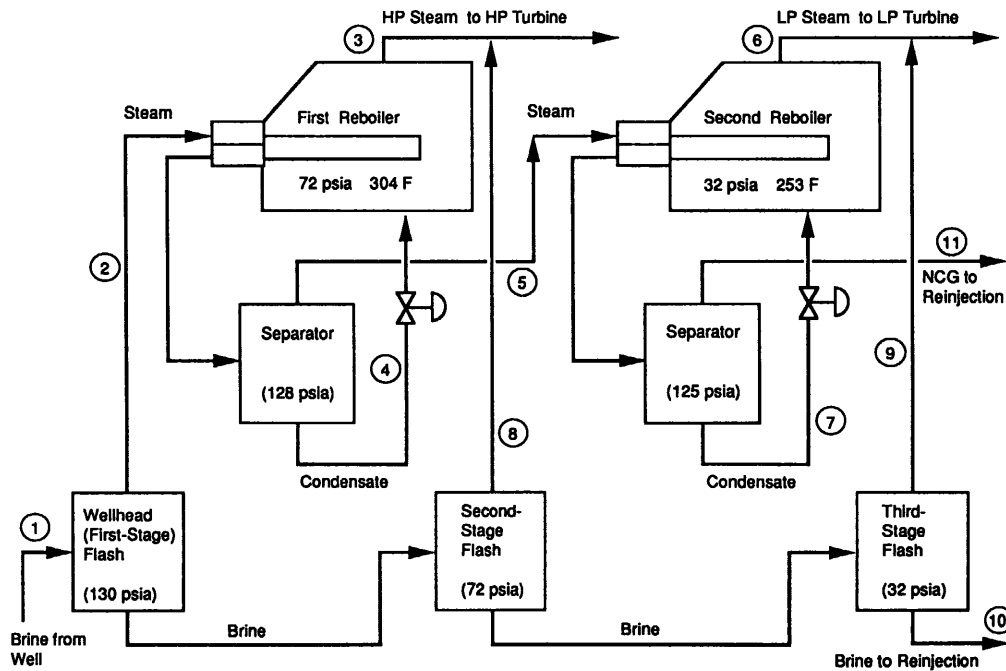 HP Steam to HP Turbine
3
LP Steam to LP Turbine
6
Steam
First Reboiler
72 psia 304 F
Steam
Second Reboiler
32 psia 253 F
2
5
11
NCG to
Reinjection
Separator
(128 psia)
4
Separator
(125 psia)
9
8
7
Condensate
Condensate
1
Wellhead
(First-Stage)
Flash
(130 psia)
Second-
Stage
Flash
(72 psia)
Third-
Stage
Flash
(32 psia)
10
Brine from
Well
Brine
Brine
Brine to Reinjection